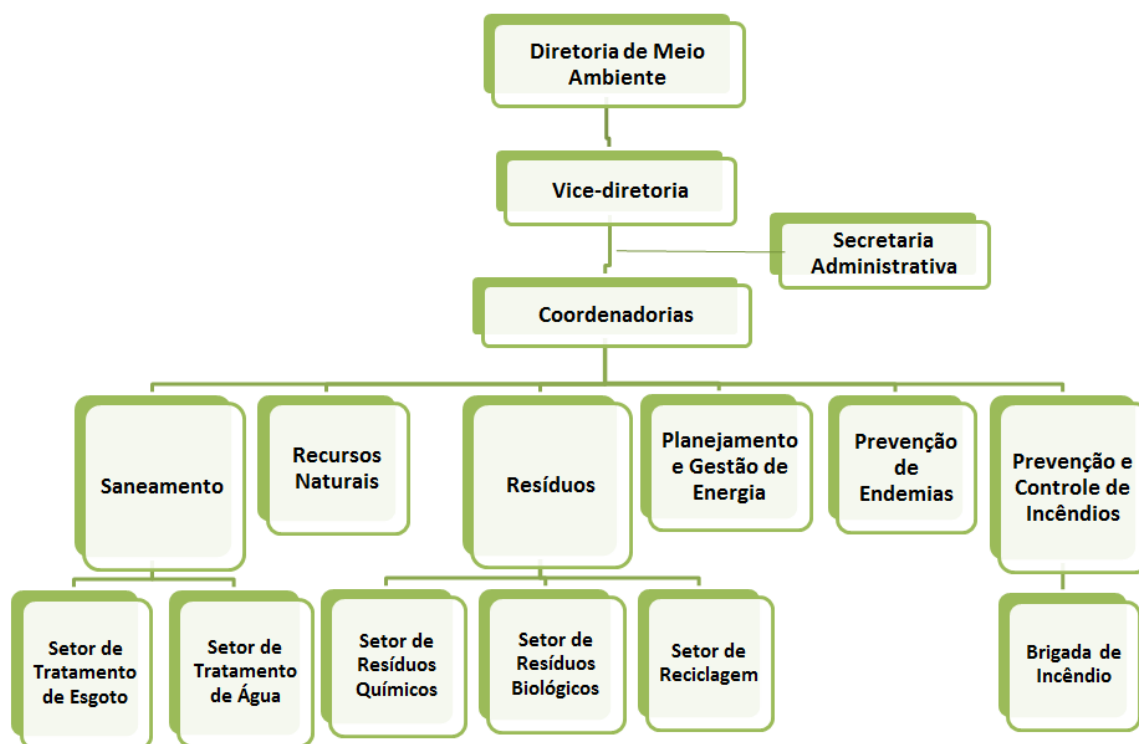 Diretoria de Meio
Ambiente
Vice-diretoria
Secretaria
Administrativa
Coordenadorias
Saneamento
Recursos
Naturais
Resíduos
Planejamento
e Gestão de
Energia
Prevenção
de
Endemias
Prevenção e
Controle de
Incêndios
Setor de
Tratamento
de Esgoto
Setor de
Tratamento
de Água
Setor de
Resíduos
Químicos
Setor de
Resíduos
Biológicos
Setor de
Reciclagem
Brigada de
Incêndio